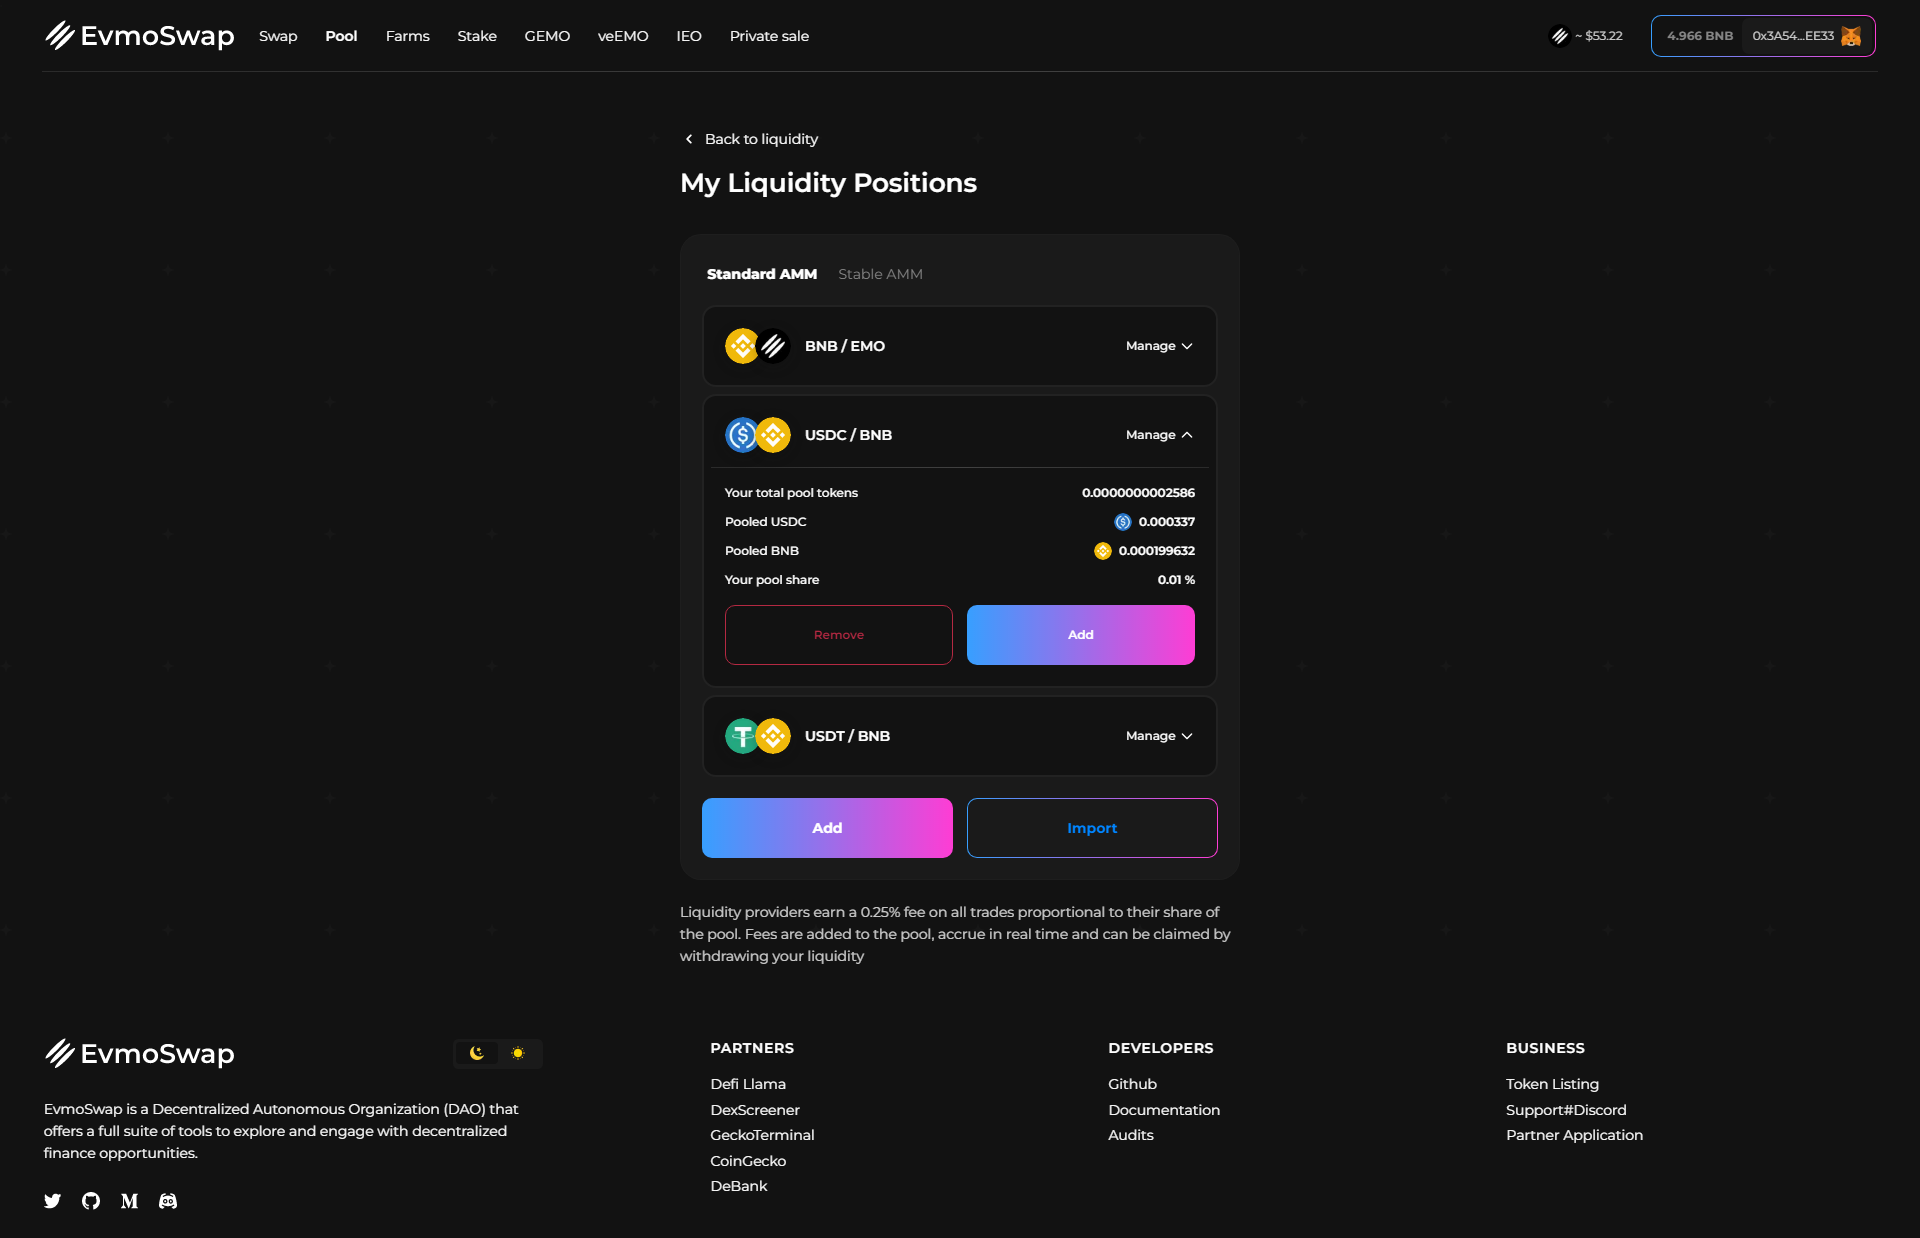 EvmoSwap
Swap
Pool
Farms
Stake
GEMO
veEMO
IEO
Private sale
~ $53.22
4.966 BNB
0x3A54...EE33
Back to liquidity
My Liquidity Positions
Standard AMM
Stable AMM
BNB / EMO
Manage
USDC / BNB
Manage
Your total pool tokens
0.0000000002586
Pooled USDC
0.000337
Pooled BNB
0.000199632
Your pool share
0.01 %
Remove
Add
USDT / BNB
Manage
Add
Import
Liquidity providers earn a 0.25% fee on all trades proportional to their share of
the pool. Fees are added to the pool, accrue in real time and can be claimed by
withdrawing your liquidity
EvmoSwap
EvmoSwap is a Decentralized Autonomous Organization (DAO) that
offers a full suite of tools to explore and engage with decentralized
finance opportunities.
PARTNERS
Defi Llama
DexScreener
GeckoTerminal
CoinGecko
DeBank
DEVELOPERS
Github
Documentation
Audits
BUSINESS
Token Listing
Support#Discord
Partner Application